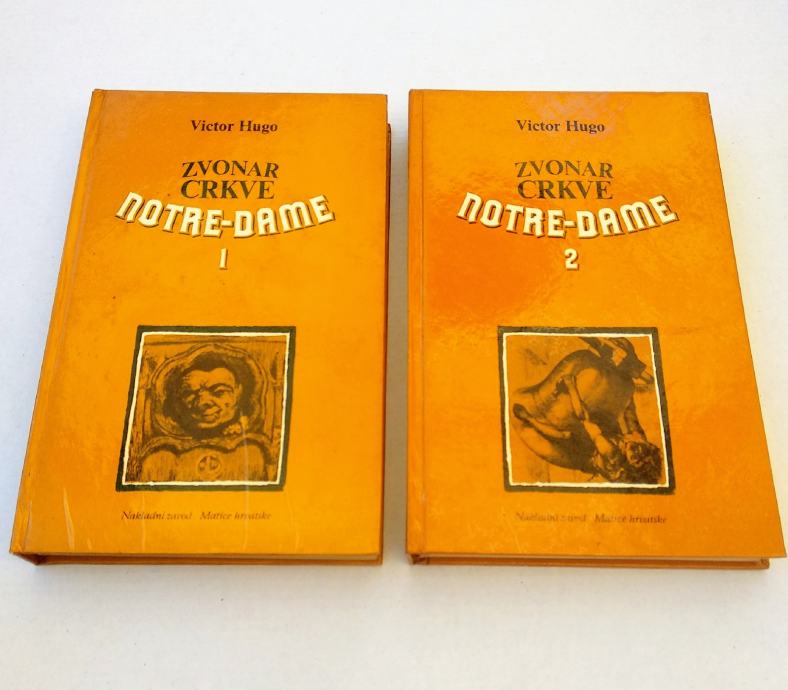 Victor Hugo
ZVONAR
CRKVE
NOTRE-DAME
1
Nakladni zavod Matice hrvatske
Victor Hugo
ZVONAR
CRKVE
NOTRE-DAME
2
Nakladni zavod Matice hrvatske